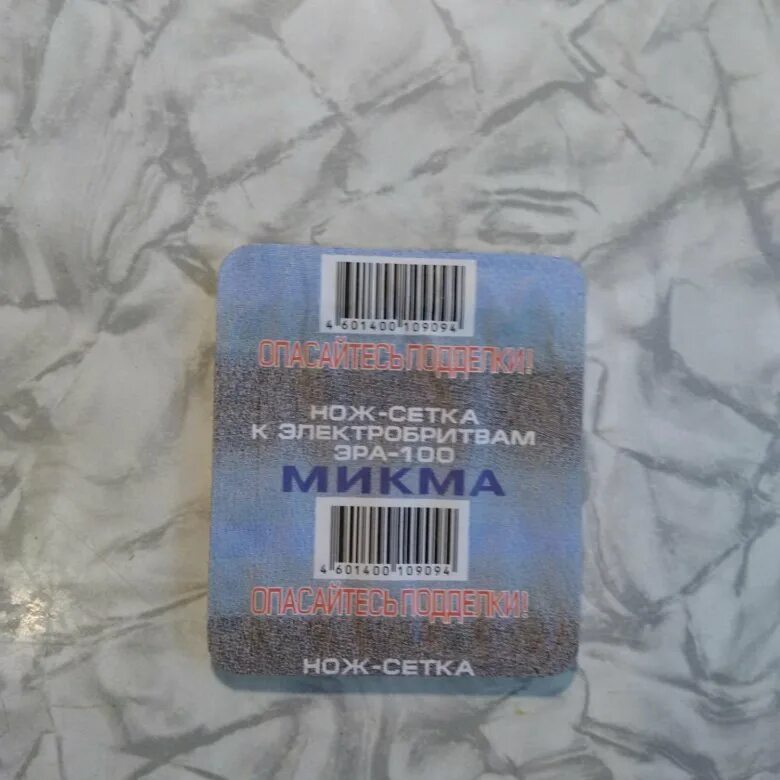 4 601400 109094
ОПАСАЙТЕСЬ ПОДДЕЛКИ!
НОЖ-СЕТКА
К ЭЛЕКТРОБРИТВАМ
ЭРА-100
МИКМА
4 601400 109094
ОПАСАЙТЕСЬ ПОДДЕЛКИ!
НОЖ-СЕТКА